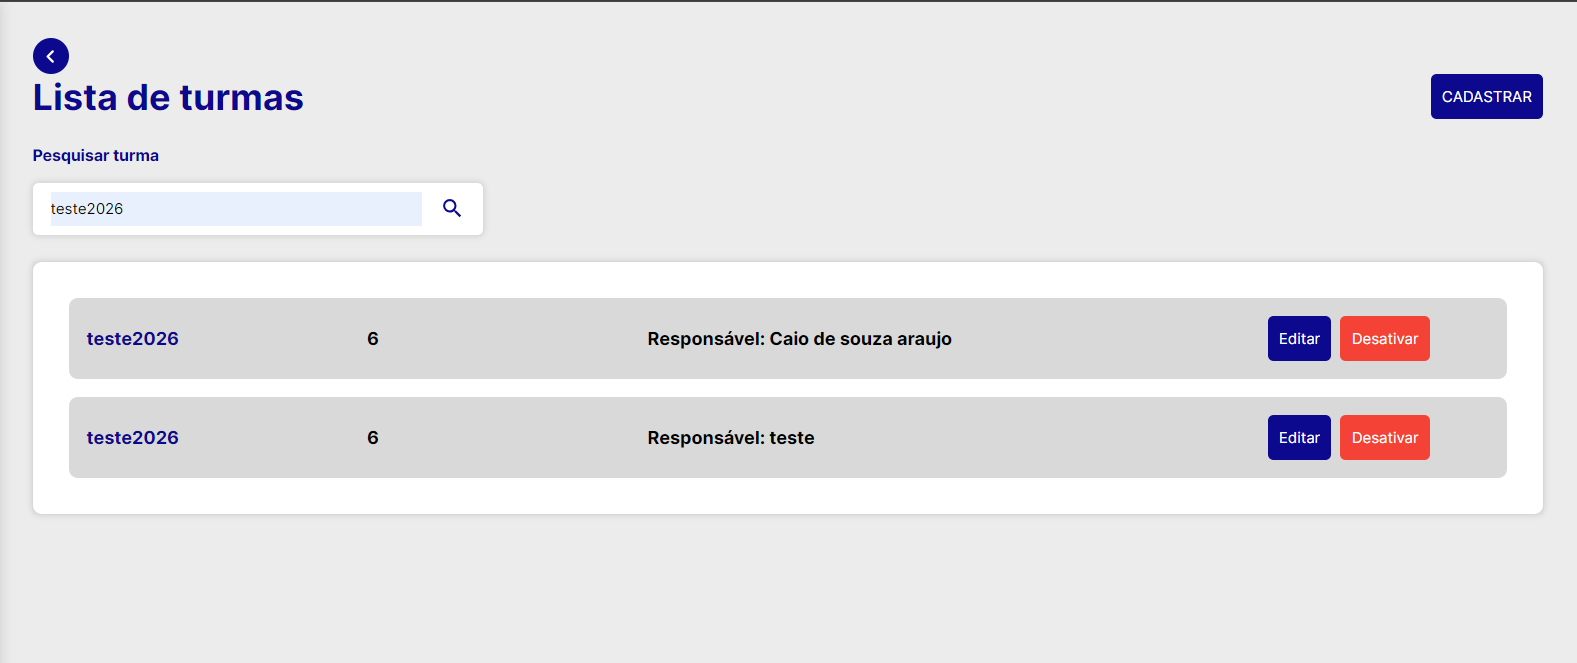 Lista de turmas
CADASTRAR
Pesquisar turma
teste2026
teste2026 6 Responsável: Caio de souza araujo Editar Desativar
teste2026 6 Responsável: teste Editar Desativar